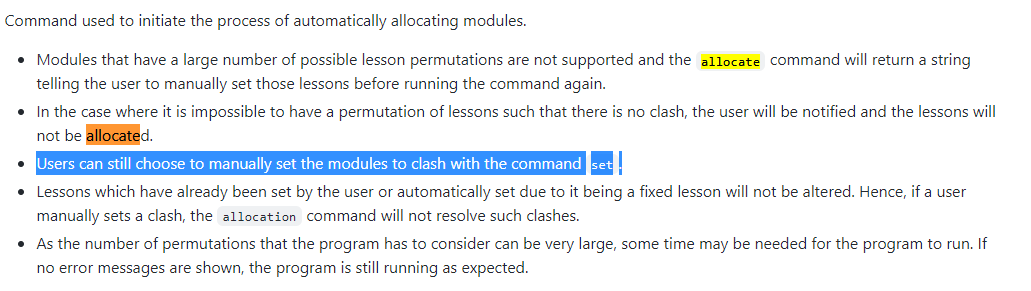 Command used to initiate the process of automatically allocating modules.
• Modules that have a large number of possible lesson permutations are not supported and the allocate command will return a string
telling the user to manually set those lessons before running the command again.
• In the case where it is impossible to have a permutation of lessons such that there is no clash, the user will be notified and the lessons will
not be allocated.
• Users can still choose to manually set the modules to clash with the command set.
• Lessons which have already been set by the user or automatically set due to it being a fixed lesson will not be altered. Hence, if a user
manually sets a clash, the allocation command will not resolve such clashes.
• As the number of permutations that the program has to consider can be very large, some time may be needed for the program to run. If
no error messages are shown, the program is still running as expected.